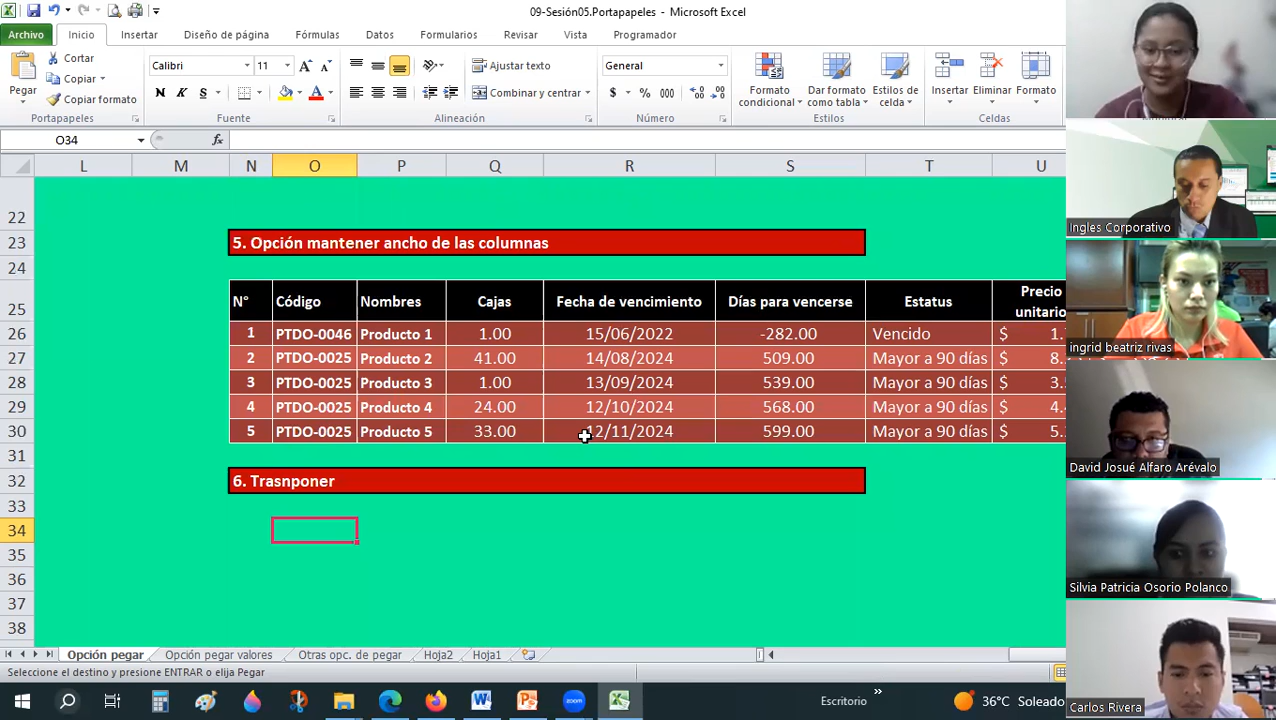 09-Sesión05.Portapapeles - Microsoft Excel
Archivo Inicio Insertar Diseño de página Fórmulas Datos Formularios Revisar Vista Programador
Pegar
Cortar
Copiar
Copiar formato
Portapapeles
Calibri 11
N K S
Fuente
Ajustar texto
Combinar y centrar
Alineación
General
$ % 000
Número
Formato condicional
Dar formato como tabla
Estilos de celda
Estilos
Insertar Eliminar Formato
Celdas
O34 fx
L M N O P Q R S T U
22
23 5. Opción mantener ancho de las columnas
24
25 N° Código Nombres Cajas Fecha de vencimiento Días para vencerse Estatus Precio unitario
26 1 PTDO-0046 Producto 1 1.00 15/06/2022 -282.00 Vencido $ 1.
27 2 PTDO-0025 Producto 2 41.00 14/08/2024 509.00 Mayor a 90 días $ 8.
28 3 PTDO-0025 Producto 3 1.00 13/09/2024 539.00 Mayor a 90 días $ 3.
29 4 PTDO-0025 Producto 4 24.00 12/10/2024 568.00 Mayor a 90 días $ 4.
30 5 PTDO-0025 Producto 5 33.00 12/11/2024 599.00 Mayor a 90 días $ 5.
31
32 6. Trasnponer
33
34
35
36
37
38
Opción pegar Opción pegar valores Otras opc. de pegar Hoja2 Hoja1
Seleccione el destino y presione ENTRAR o elija Pegar
Escritorio » 36°C Soleado
Ingles Corporativo
ingrid beatriz rivas
David Josué Alfaro Arévalo
Silvia Patricia Osorio Polanco
Carlos Rivera